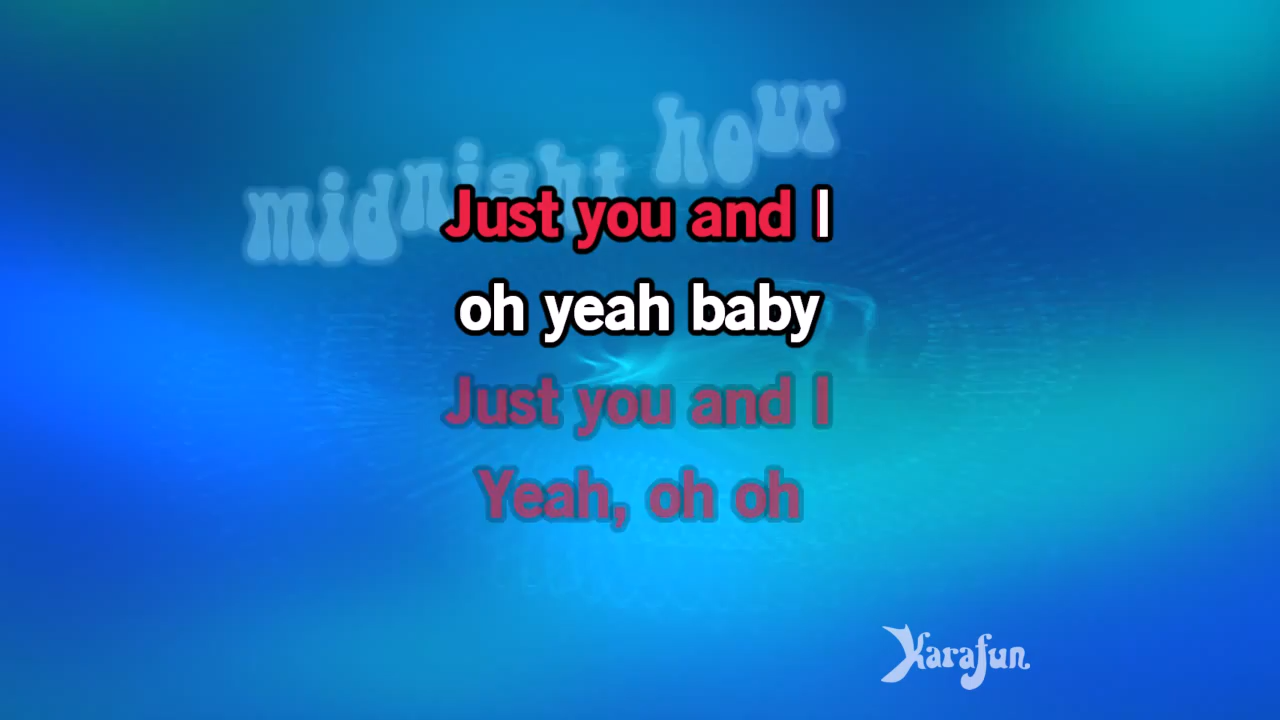 midnight hour
Just you and I
oh yeah baby
Just you and I
Yeah, oh oh
Karafun